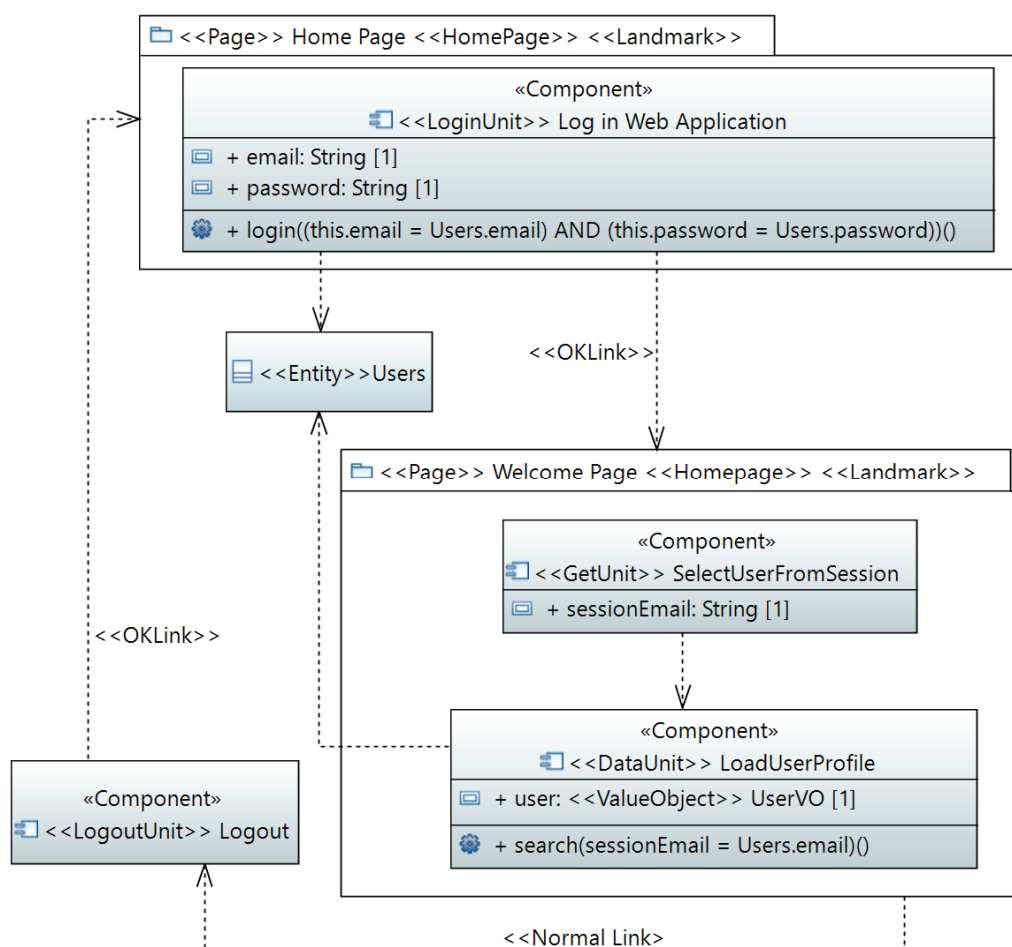 <<Page>> Home Page <<HomePage>> <<Landmark>>
«Component»
<<LoginUnit>> Log in Web Application
+ email: String [1]
+ password: String [1]
+ login((this.email = Users.email) AND (this.password = Users.password))()
<<OKLink>>
<<Entity>>Users
<<Page>> Welcome Page <<Homepage>> <<Landmark>>
«Component»
<<GetUnit>> SelectUserFromSession
+ sessionEmail: String [1]
<<OKLink>>
«Component»
<<DataUnit>> LoadUserProfile
+ user: <<ValueObject>> UserVO [1]
+ search(sessionEmail = Users.email)()
«Component»
<<LogoutUnit>> Logout
<<Normal Link>